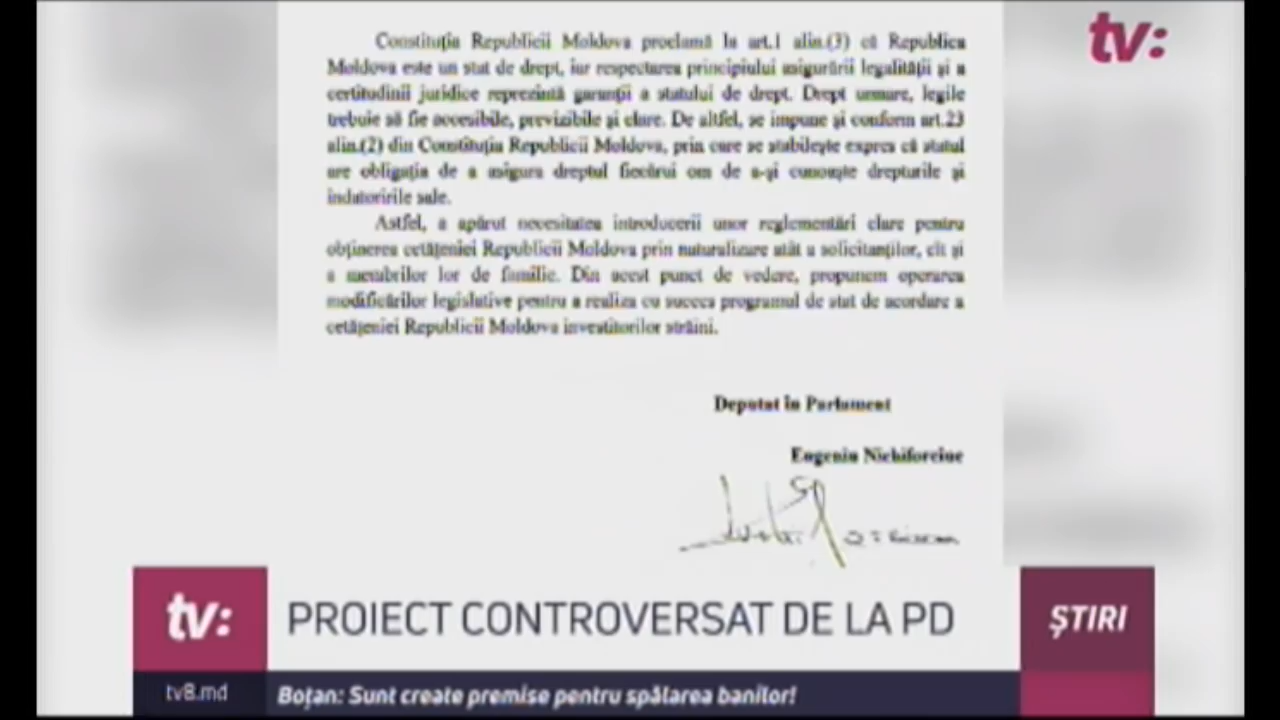 tv:
Constituția Republicii Moldova proclamă la art.1 alin.(3) că Republica
Moldova este un stat de drept, iar respectarea principiului asigurării legalității și a
certitudinii juridice reprezintă garanții a statului de drept. Drept urmare, legile
trebuie să fie accesibile, previzibile și clare. De altfel, se impune și conform art.23
alin.(2) din Constituția Republicii Moldova, prin care se stabilește expres că statul
are obligația de a asigura dreptul fiecărui om de a-și cunoaște drepturile și
îndatoririle sale.
Astfel, a apărut necesitatea introducerii unor reglementări clare pentru
obținerea cetățeniei Republicii Moldova prin naturalizare atât a solicitanților, cît și
a membrilor lor de familie. Din acest punct de vedere, propunem operarea
modificărilor legislative pentru a realiza cu succes programul de stat de acordare a
cetățeniei Republicii Moldova investitorilor străini.
Deputat în Parlament
Eugeniu Nichiforciuc
tv:
PROIECT CONTROVERSAT DE LA PD
ȘTIRI
tv8.md
Boțan: Sunt create premise pentru spălarea banilor!